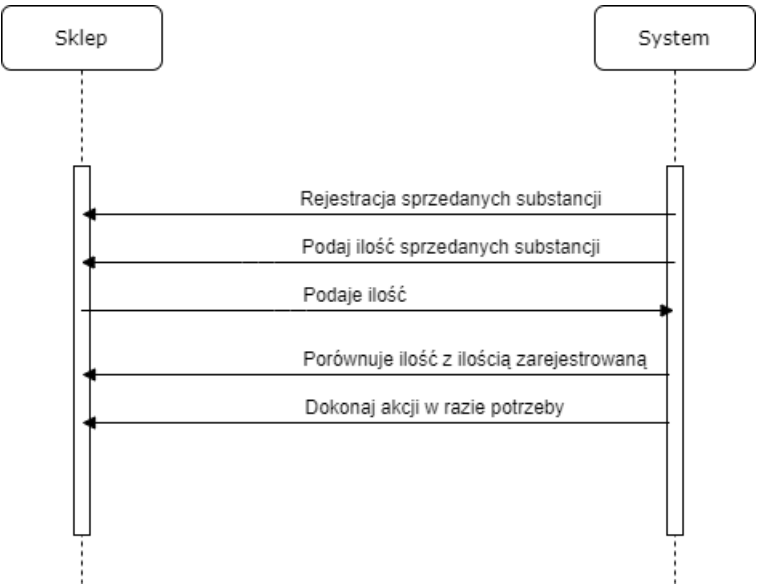 Sklep
System
Rejestracja sprzedanych substancji
Podaj ilość sprzedanych substancji
Podaje ilość
Porównuje ilość z ilością zarejestrowaną
Dokonaj akcji w razie potrzeby